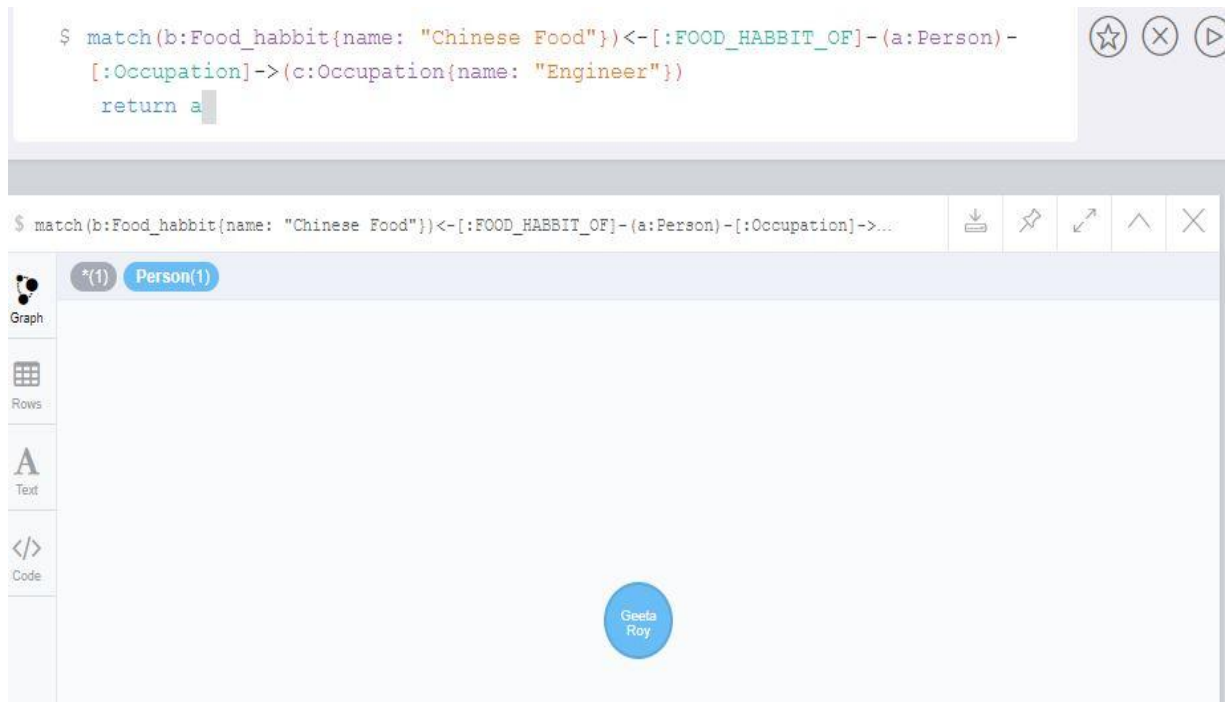 $ match(b:Food_habbit{name: "Chinese Food"})<-[:FOOD_HABBIT_OF]-(a:Person)-
[:Occupation]->(c:Occupation{name: "Engineer"})
return a
$ match(b:Food_habbit{name: "Chinese Food"})<-[:FOOD_HABBIT_OF]-(a:Person)-[:Occupation]->...
*(1) Person(1)
Graph
Rows
A
Text
</>
Code
Geeta
Roy